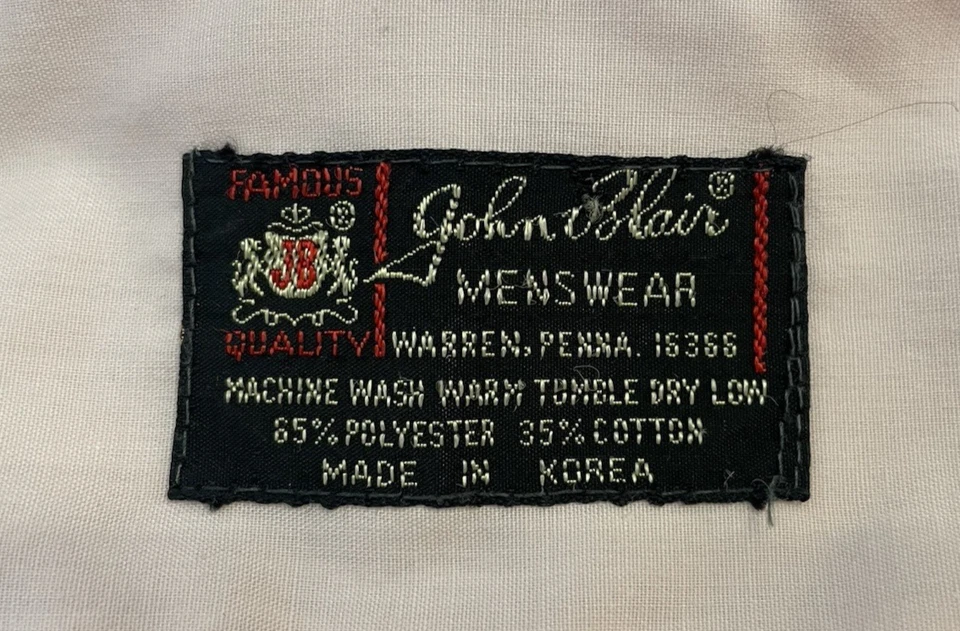 FAMOUS
®
JB
QUALITY
John Blair ®
MENSWEAR
WARREN, PENNA. 16366
MACHINE WASH WARM TUMBLE DRY LOW
65% POLYESTER 35% COTTON
MADE IN KOREA